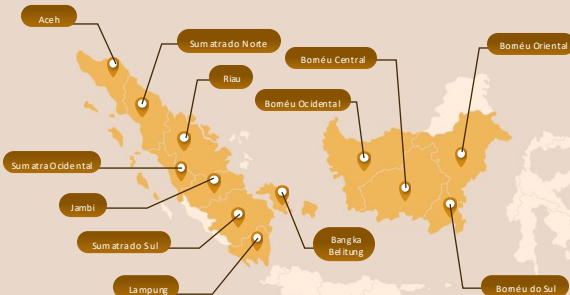 Aceh
Sumatra do Norte
Bornéu Oriental
Bornéu Central
Riau
Bornéu Ocidental
Sumatra Ocidental
Jambi
Sumatra do Sul
Bangka
Belitung
Lampung
Bornéu do Sul